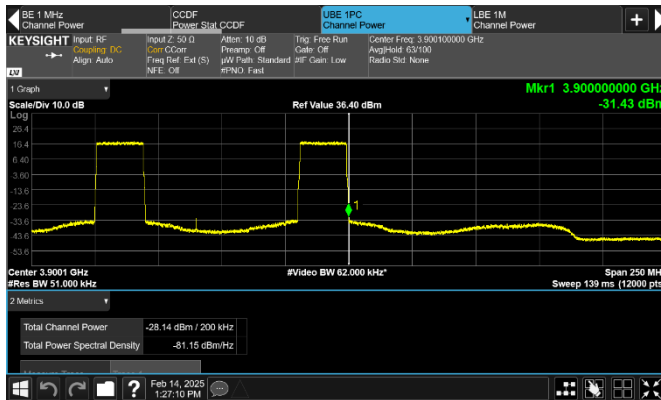 BE 1 MHz
Channel Power
CCDF
Power Stat CCDF
UBE 1PC
Channel Power
LBE 1M
Channel Power
+
KEYSIGHT
Input: RF
Coupling: DC
Align: Auto
LXI
Input Z: 50 Ω
Corr CCorr
Freq Ref: Ext (S)
NFE: Off
Atten: 10 dB
Preamp: Off
µW Path: Standard
#PNO: Fast
Trig: Free Run
Gate: Off
#IF Gain: Low
Center Freq: 3.900100000 GHz
Avg|Hold: 63/100
Radio Std: None
1 Graph
Mkr1 3.900000000 GHz
Scale/Div 10.0 dB
Ref Value 36.40 dBm
-31.43 dBm
Log
26.4
16.4
6.40
-3.60
-13.6
-23.6
-33.6
-43.6
-53.6
1
1
Center 3.9001 GHz
#Video BW 62.000 kHz*
Span 250 MH
#Res BW 51.000 kHz
Sweep 139 ms (12000 pts
2 Metrics
Total Channel Power
-28.14 dBm / 200 kHz
Total Power Spectral Density
-81.15 dBm/Hz
?
Feb 14, 2025
1:27:10 PM